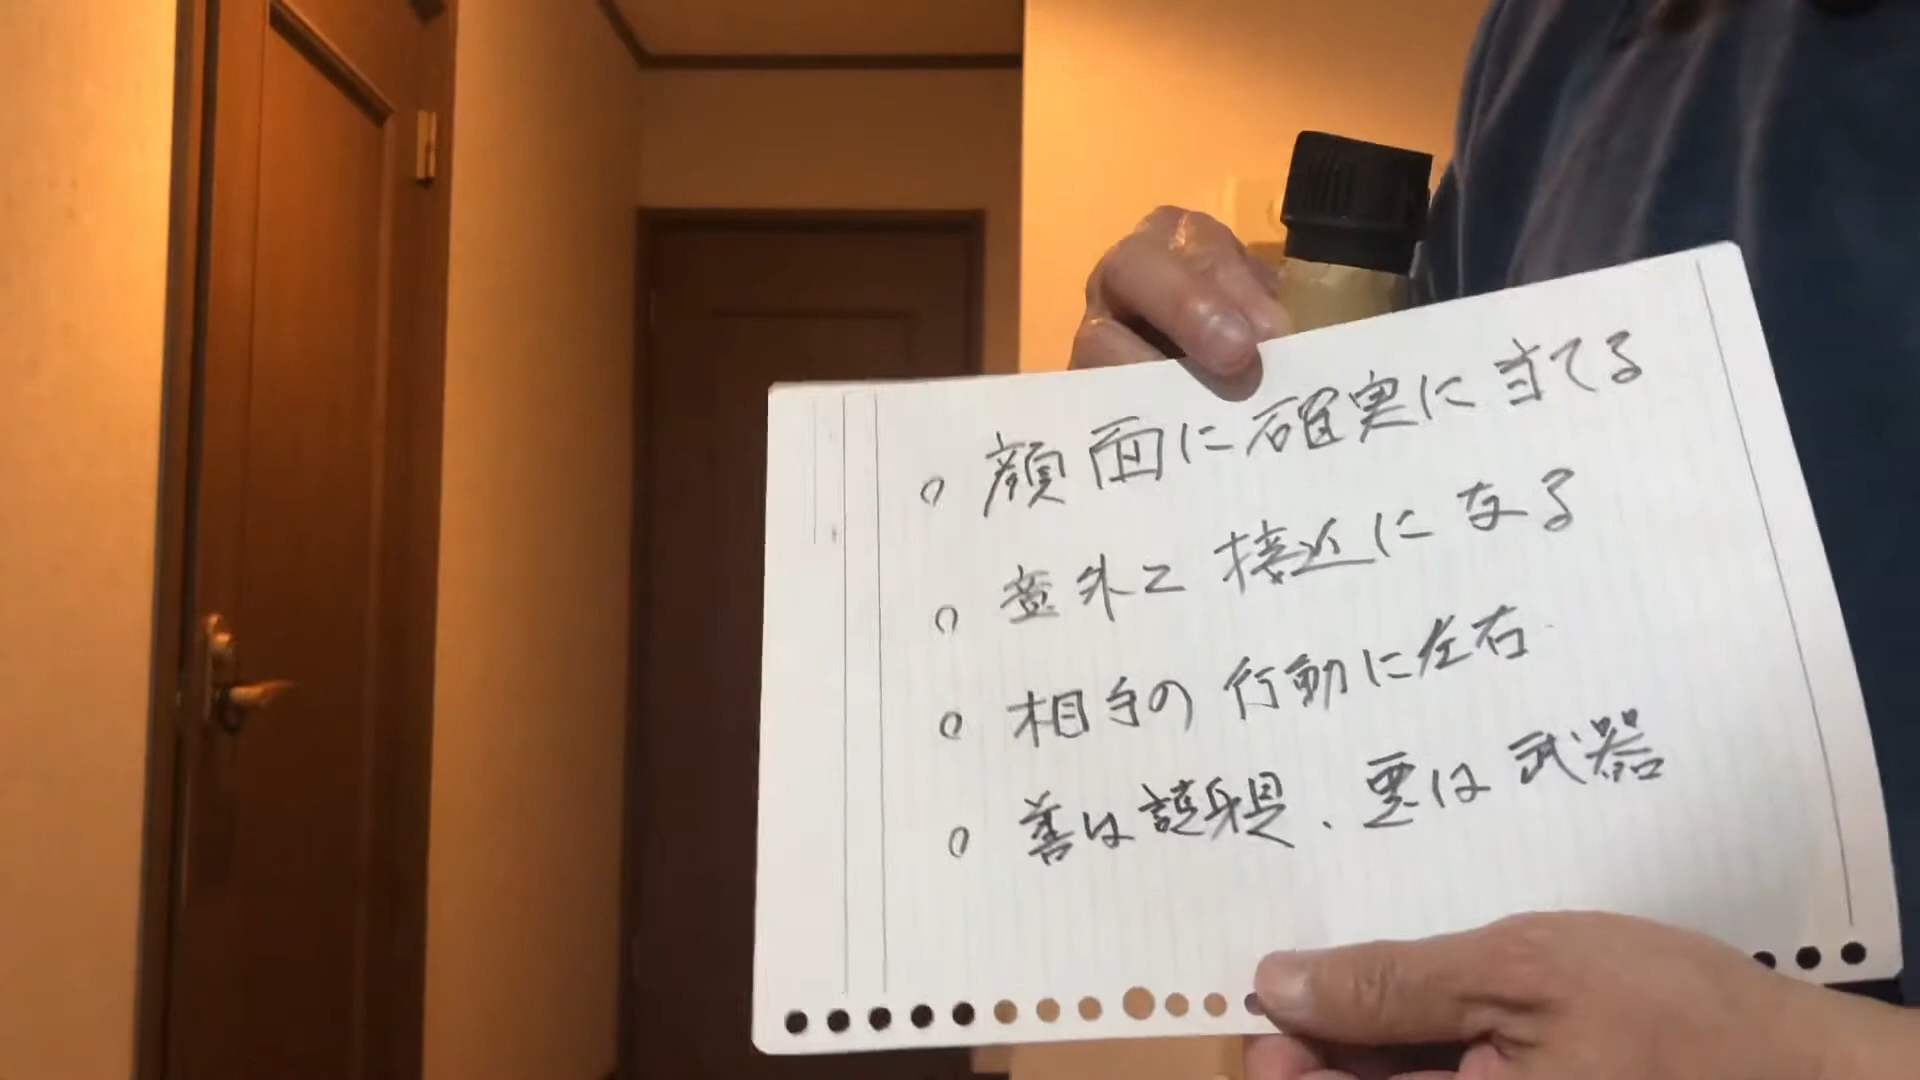 ○ 顔面に確実に当てる
○ 意外と接近になる
○ 相手の行動に左右
○ 善は護身具、悪は武器